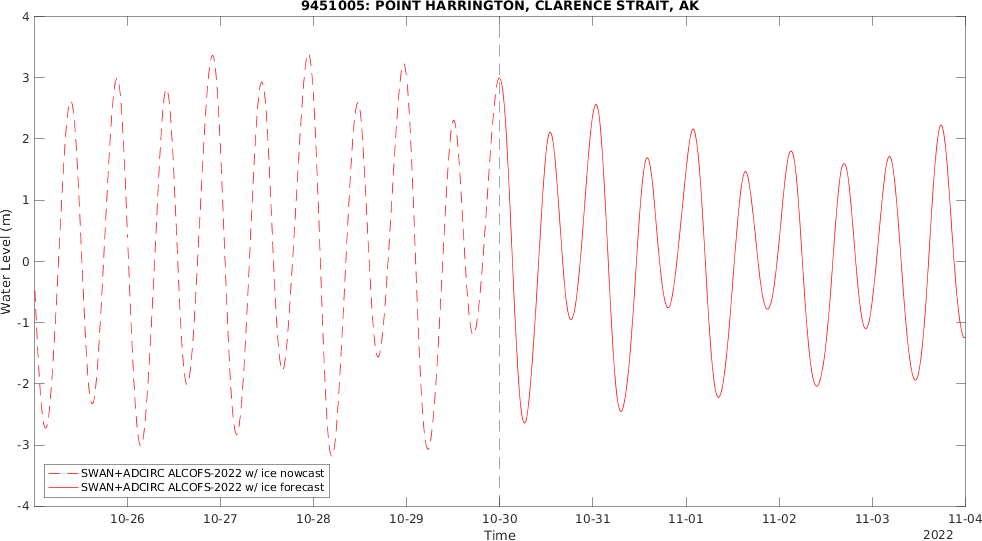 9451005: POINT HARRINGTON, CLARENCE STRAIT, AK
4
3
2
1
0
-1
-2
-3
-4
Water Level (m)
SWAN+ADCIRC ALCOFS-2022 w/ ice nowcast
SWAN+ADCIRC ALCOFS-2022 w/ ice forecast
10-26 10-27 10-28 10-29 10-30 10-31 11-01 11-02 11-03 11-04
Time
2022